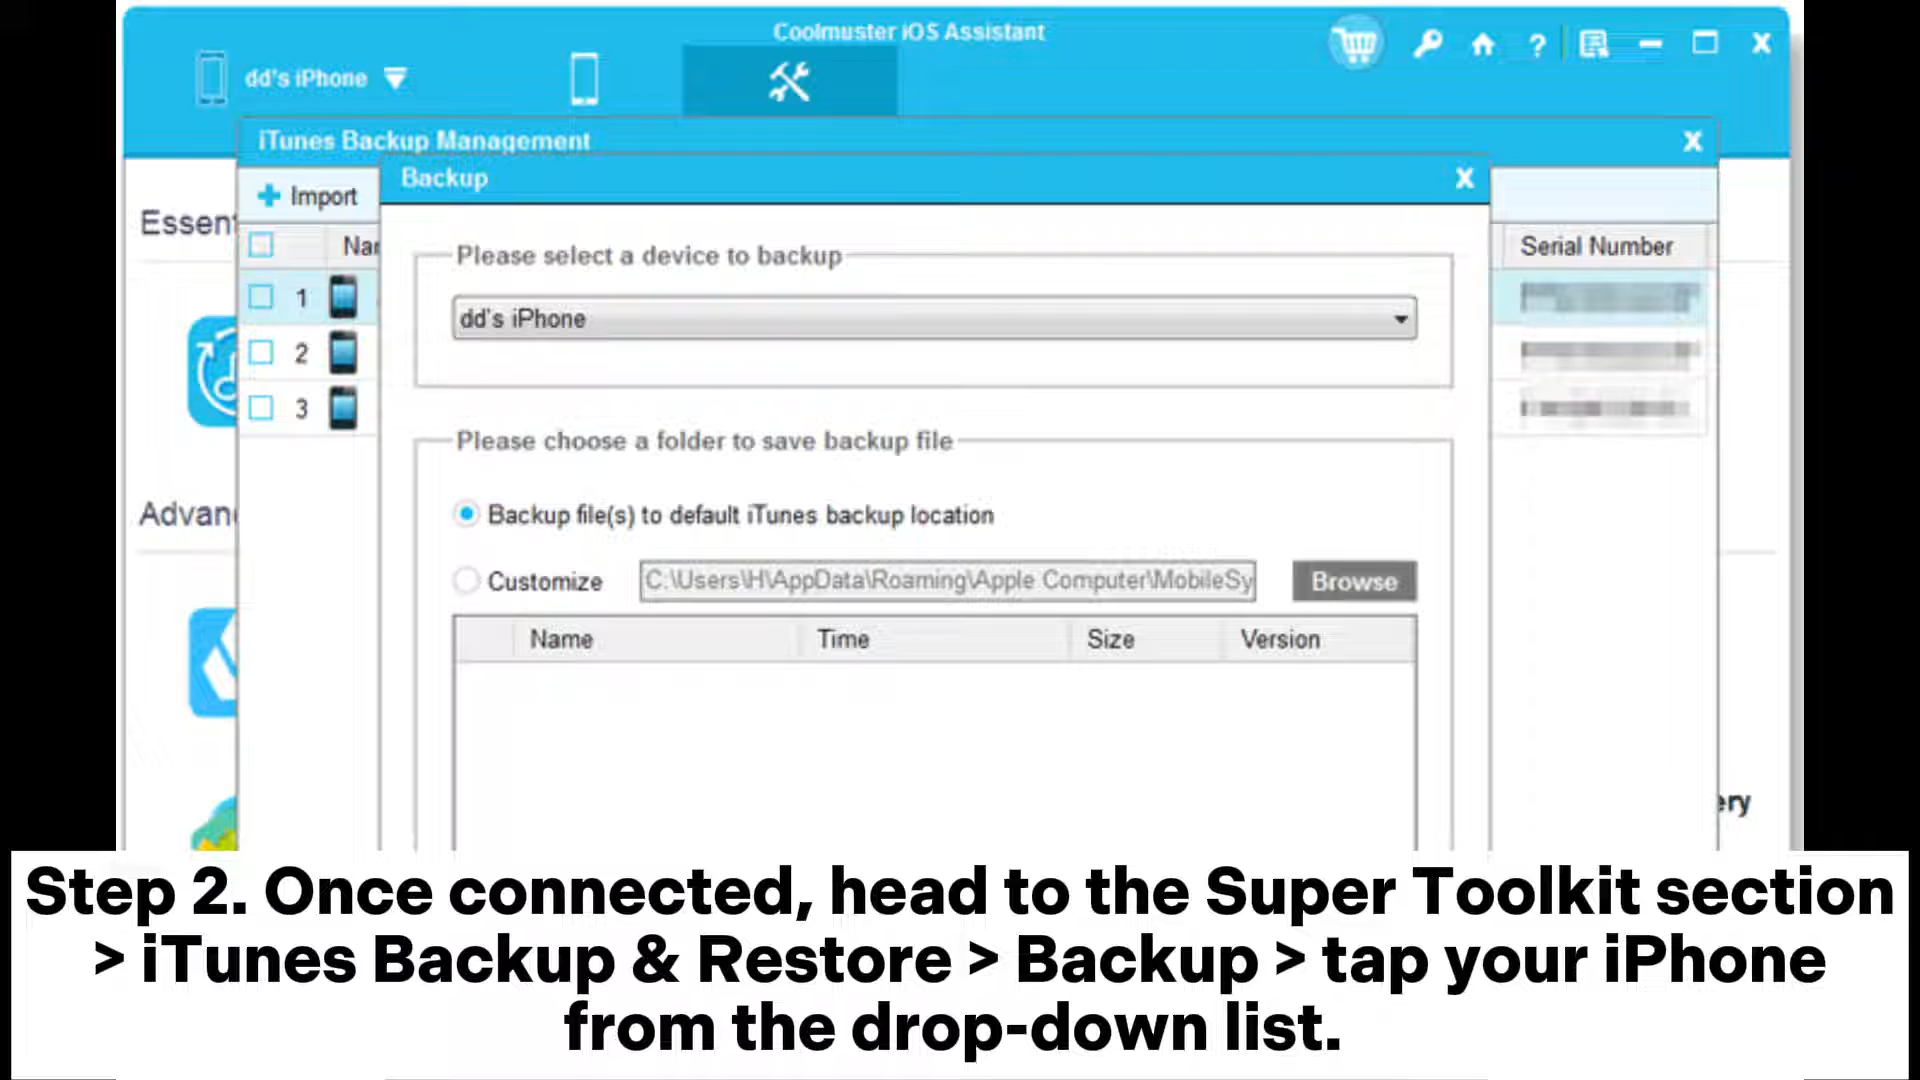 Coolmuster iOS Assistant
dd's iPhone
?
iTunes Backup Management
X
Backup
X
Import
Essent
Nar
Serial Number
Please select a device to backup
1
dd's iPhone
2
3
Please choose a folder to save backup file
Backup file(s) to default iTunes backup location
Advan
Customize
C:\Users\H\AppData\Roaming\Apple Computer\MobileSy
Browse
Name Time Size Version
ery
Step 2. Once connected, head to the Super Toolkit section
> iTunes Backup & Restore > Backup > tap your iPhone
from the drop-down list.